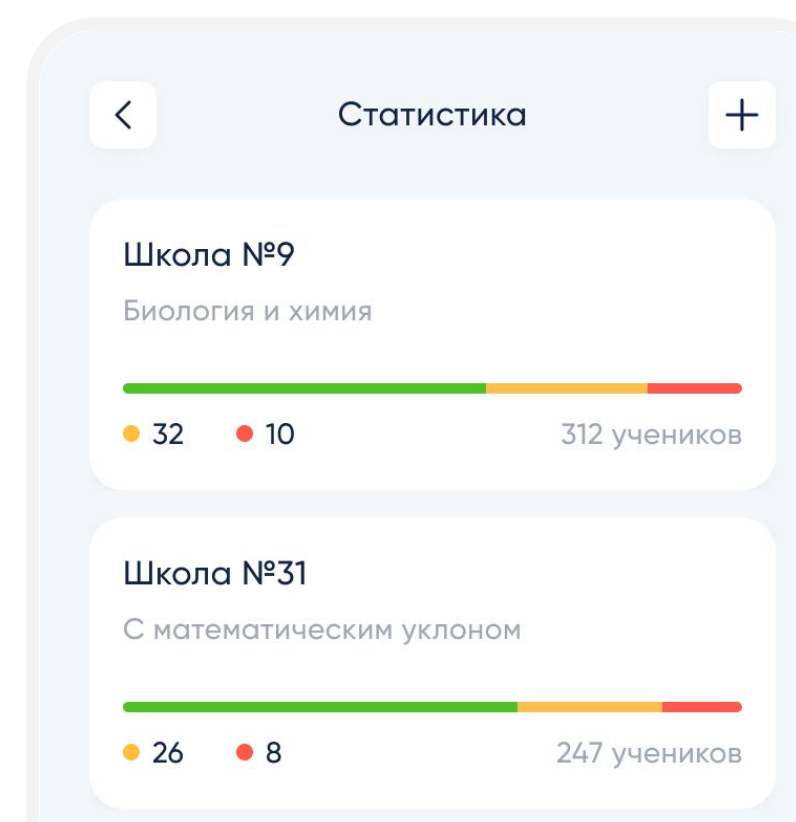 Статистика
Школа №9
Биология и химия
32 10 312 учеников
Школа №31
С математическим уклоном
26 8 247 учеников